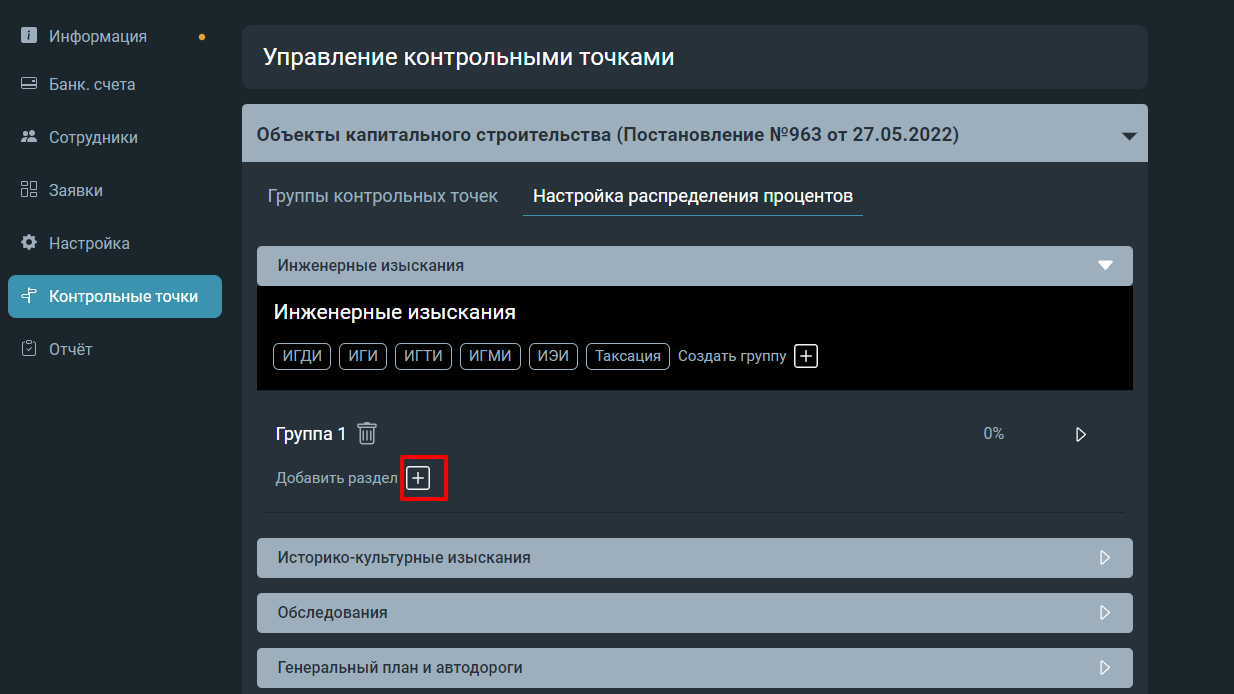 Информация
Банк. счета
Сотрудники
Заявки
Настройка
Контрольные точки
Отчёт
Управление контрольными точками
Объекты капитального строительства (Постановление №963 от 27.05.2022)
Группы контрольных точек Настройка распределения процентов
Инженерные изыскания
Инженерные изыскания
ИГДИ ИГИ ИГТИ ИГМИ ИЭИ Таксация Создать группу
Группа 1 0%
Добавить раздел
Историко-культурные изыскания
Обследования
Генеральный план и автодороги